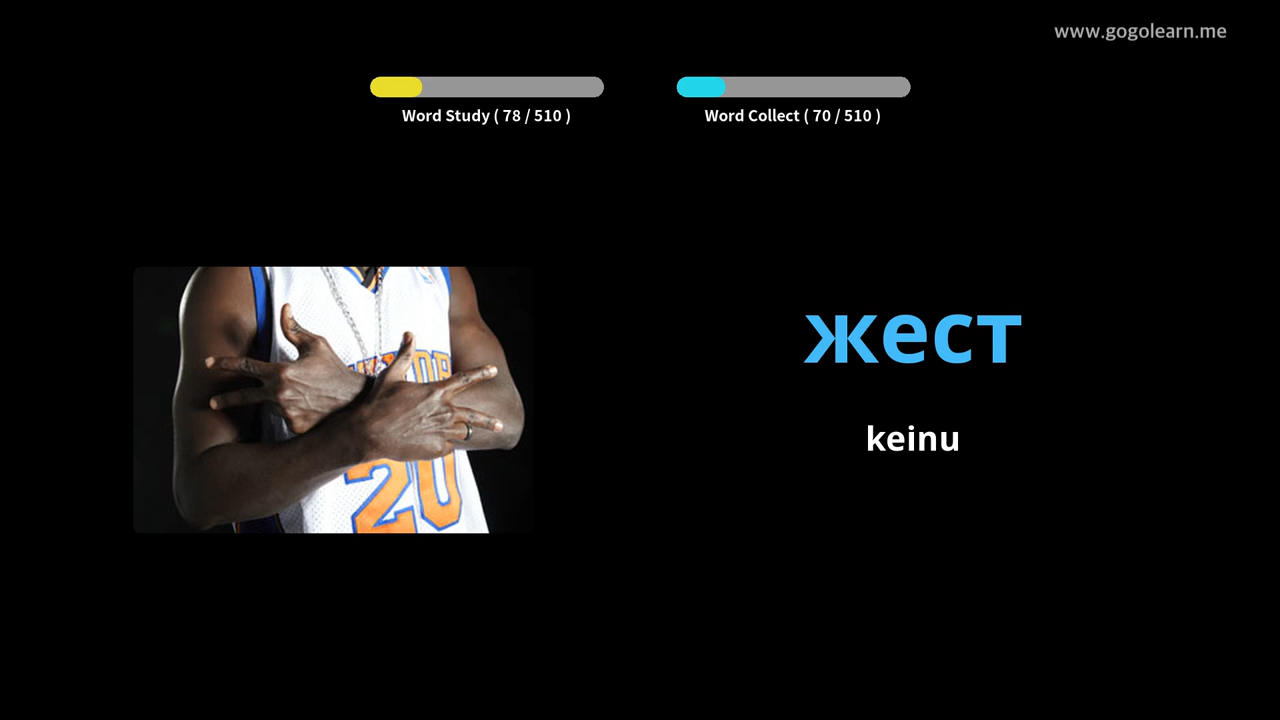 www.gogolearn.me
Word Study ( 78 / 510 )
Word Collect ( 70 / 510 )
жест
keinu
20